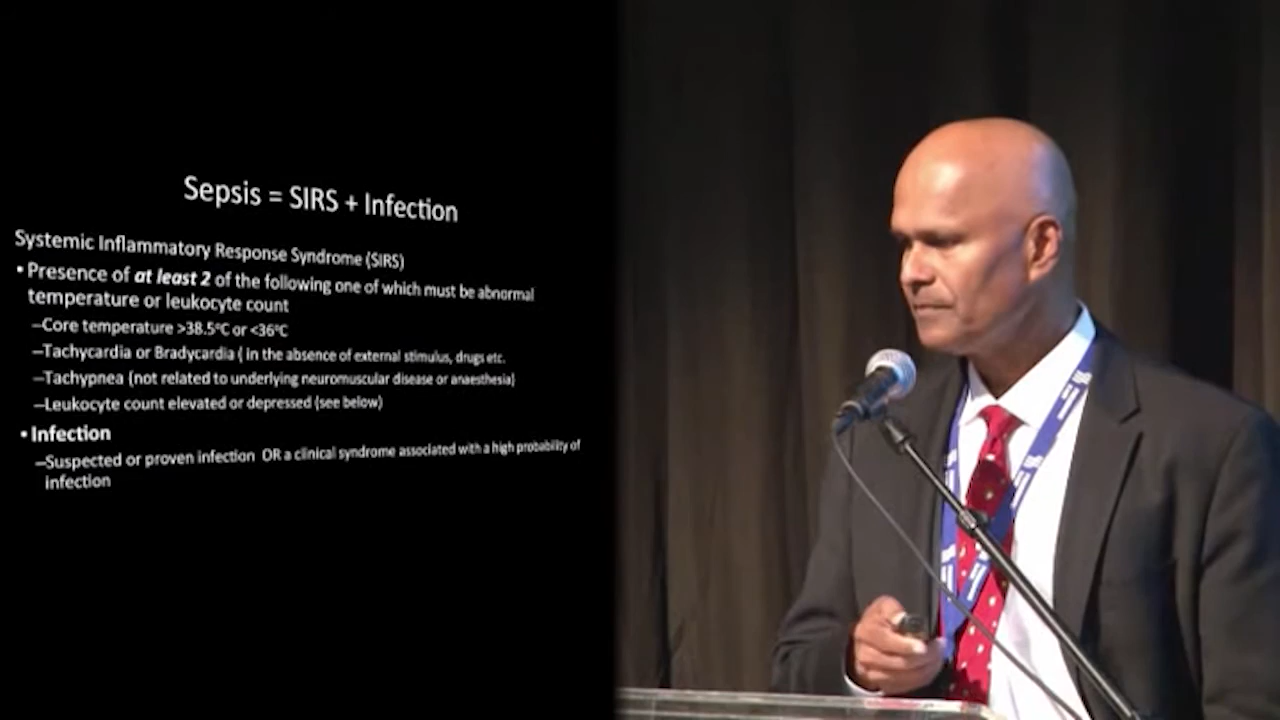 Sepsis = SIRS + Infection
Systemic Inflammatory Response Syndrome (SIRS)
• Presence of at least 2 of the following one of which must be abnormal
temperature or leukocyte count
–Core temperature >38.5ºC or <36ºC
–Tachycardia or Bradycardia ( in the absence of external stimulus, drugs etc.
–Tachypnea (not related to underlying neuromuscular disease or anaesthesia)
–Leukocyte count elevated or depressed (see below)
• Infection
–Suspected or proven infection OR a clinical syndrome associated with a high probability of
infection